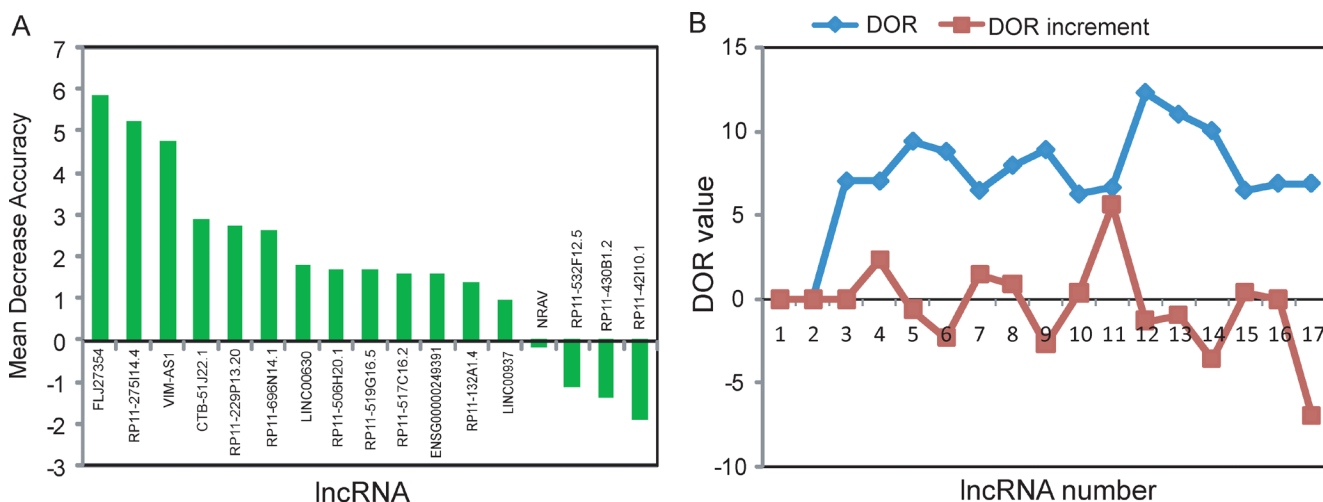 A
Mean Decrease Accuracy
7
6
5
4
3
2
1
0
-1
-2
-3
FLJ27354
RP11-275I14.4
VIM-AS1
CTB-51J22.1
RP11-229P13.20
RP11-696N14.1
LINC00630
RP11-506H20.1
RP11-519G16.5
RP11-517C16.2
ENSG00000249391
RP11-132A1.4
LINC00937
NRAV
RP11-532F12.5
RP11-430B1.2
RP11-42I10.1
lncRNA
B
DOR DOR increment
DOR value
15
10
5
0
-5
-10
1 2 3 4 5 6 7 8 9 10 11 12 13 14 15 16 17
lncRNA number